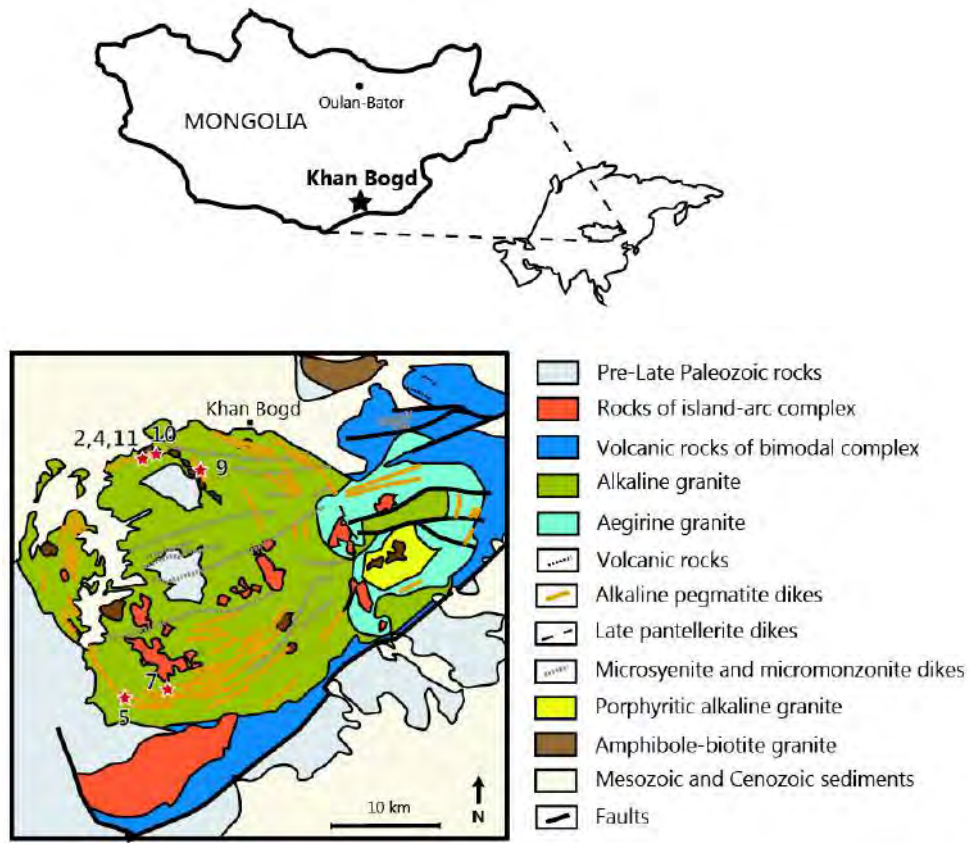 Oulan-Bator
MONGOLIA
Khan Bogd
Khan Bogd
2,4,11
10
9
7
5
10 km
N
Pre-Late Paleozoic rocks
Rocks of island-arc complex
Volcanic rocks of bimodal complex
Alkaline granite
Aegirine granite
Volcanic rocks
Alkaline pegmatite dikes
Late pantellerite dikes
Microsyenite and micromonzonite dikes
Porphyritic alkaline granite
Amphibole-biotite granite
Mesozoic and Cenozoic sediments
Faults